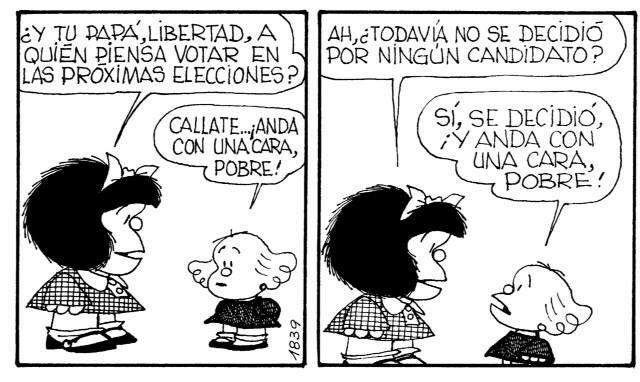 ¿Y TU PAPÁ, LIBERTAD, A
QUIÉN PIENSA VOTAR EN
LAS PRÓXIMAS ELECCIONES?
CALLATE...¡ANDA
CON UNA CARA,
POBRE!
1839
AH,¿TODAVÍA NO SE DECIDIÓ
POR NINGÚN CANDIDATO?
SÍ, SE DECIDIÓ,
¡Y ANDA CON
UNA CARA,
POBRE!